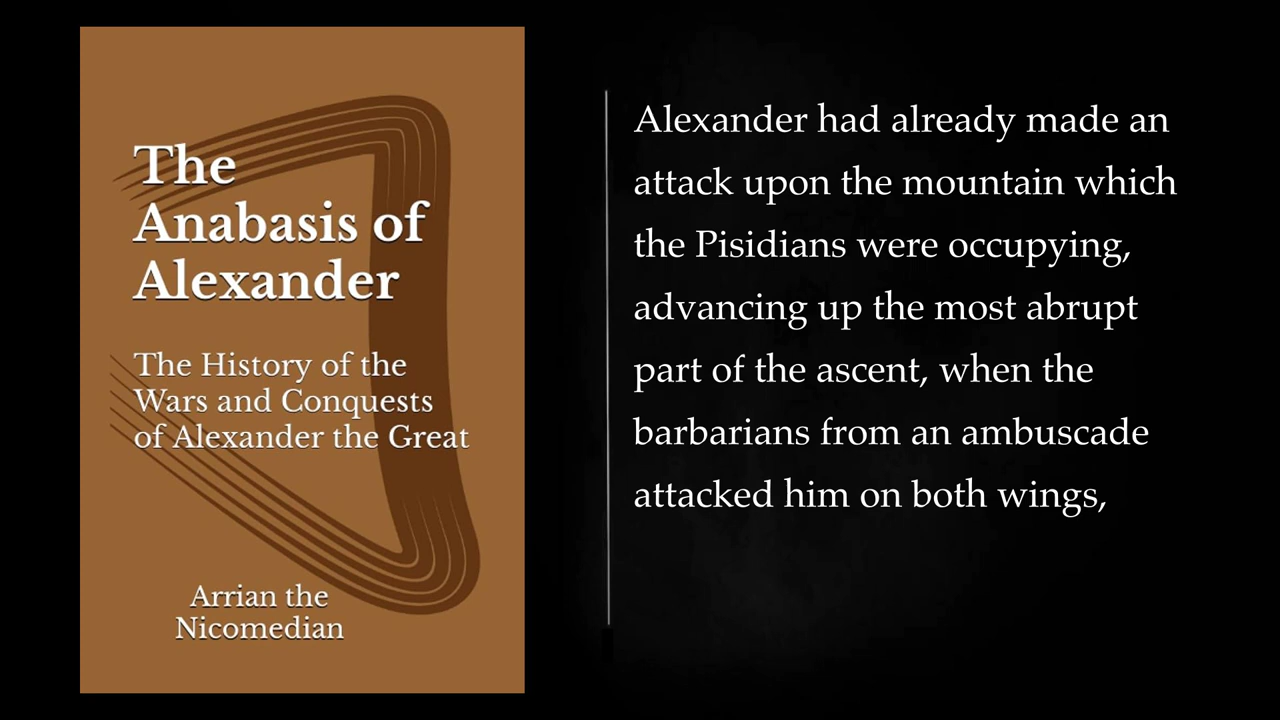 The
Anabasis of
Alexander
The History of the
Wars and Conquests
of Alexander the Great
Arrian the
Nicomedian
Alexander had already made an
attack upon the mountain which
the Pisidians were occupying,
advancing up the most abrupt
part of the ascent, when the
barbarians from an ambuscade
attacked him on both wings,